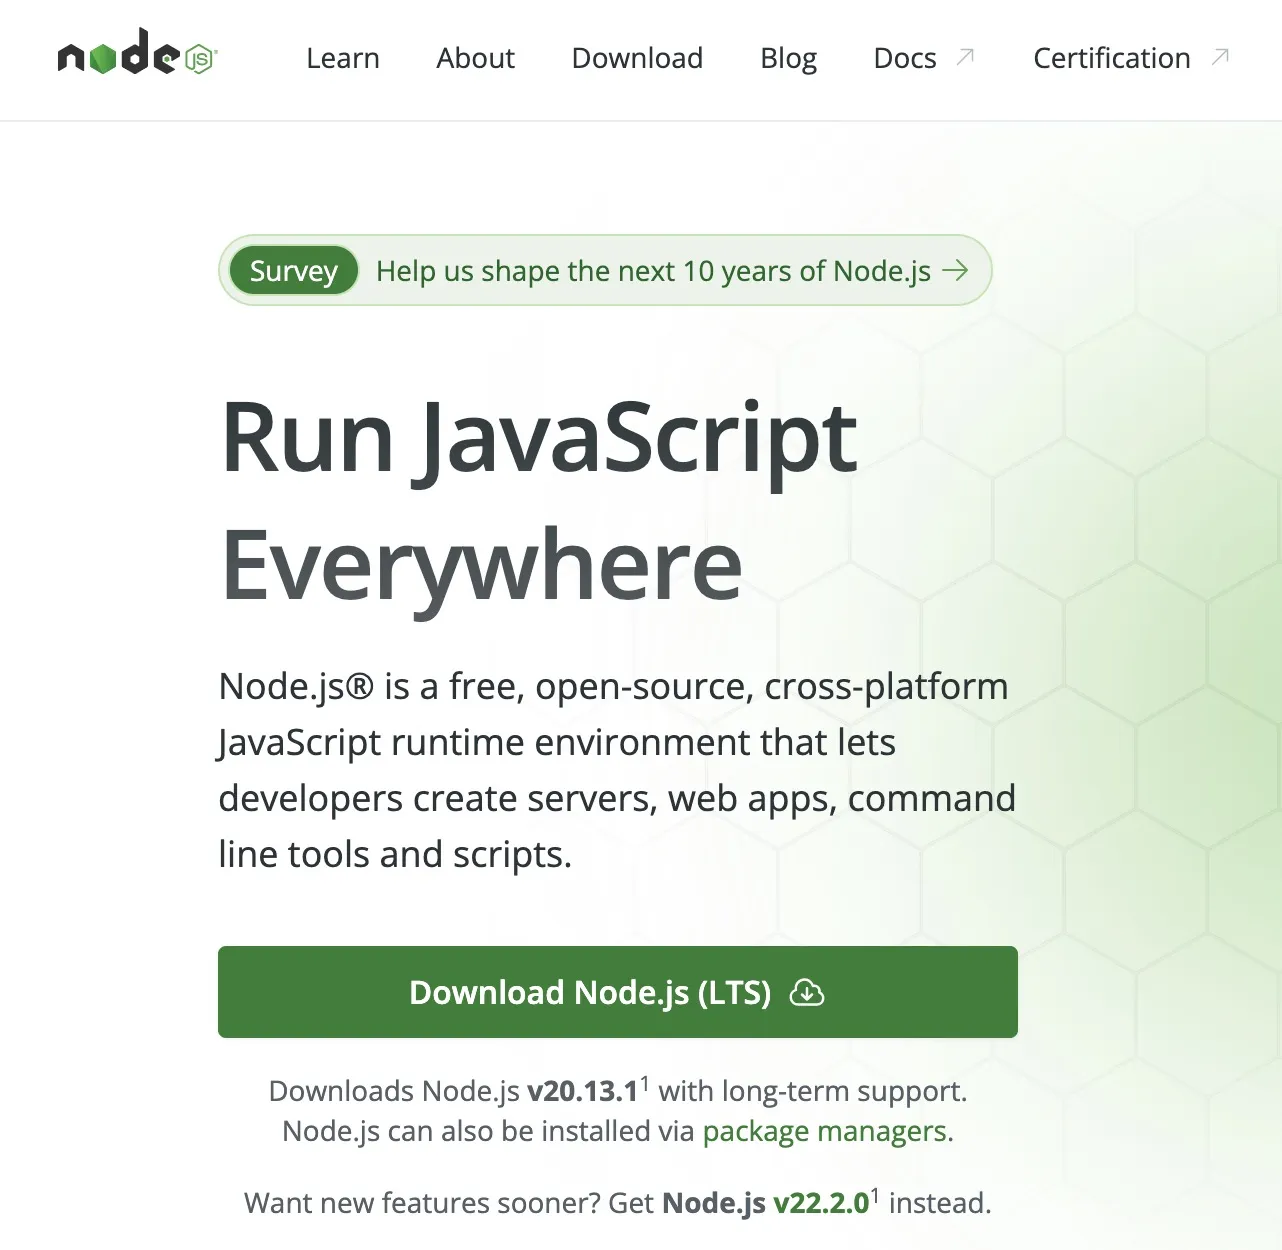 node JS
Learn About Download Blog Docs Certification
Survey Help us shape the next 10 years of Node.js →
Run JavaScript
Everywhere
Node.js® is a free, open-source, cross-platform
JavaScript runtime environment that lets
developers create servers, web apps, command
line tools and scripts.
Download Node.js (LTS)
Downloads Node.js v20.13.1¹ with long-term support.
Node.js can also be installed via package managers.
Want new features sooner? Get Node.js v22.2.0¹ instead.